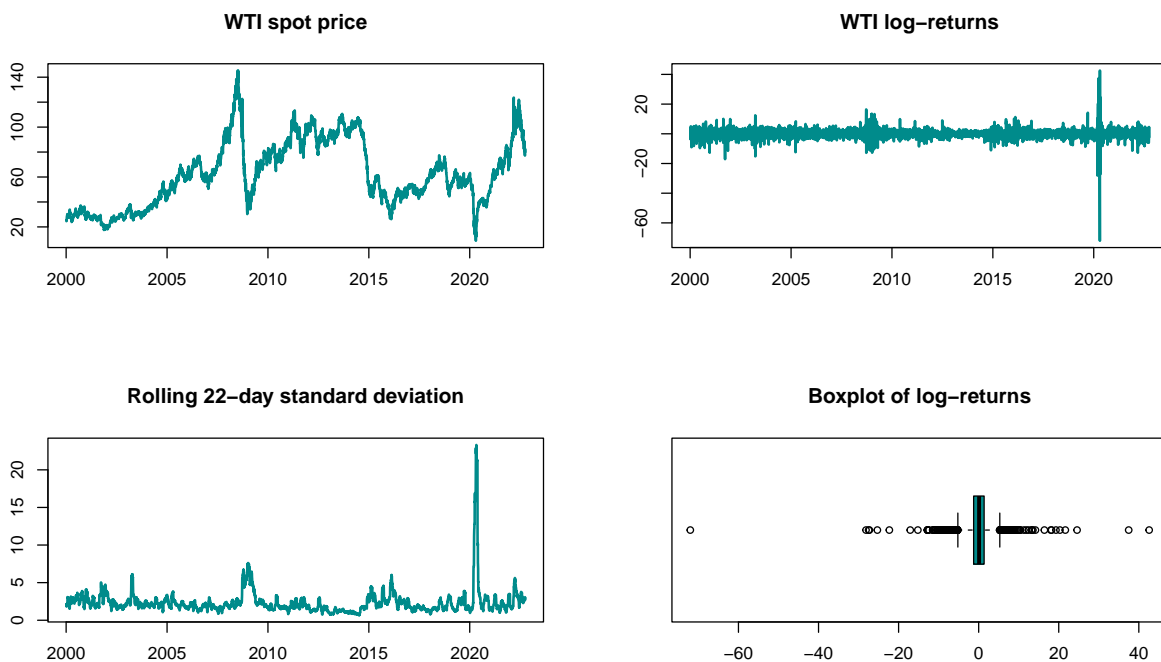 WTI spot price
140
100
60
20
2000 2005 2010 2015 2020
WTI log−returns
20
−20
−60
2000 2005 2010 2015 2020
Rolling 22−day standard deviation
20
15
10
5
0
2000 2005 2010 2015 2020
Boxplot of log−returns
−60 −40 −20 0 20 40